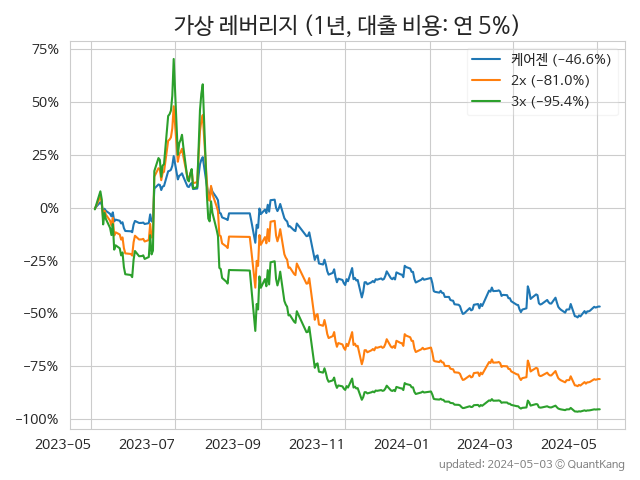 가상 레버리지 (1년, 대출 비용: 연 5%)
케어젠 (−46.6%)
2x (−81.0%)
3x (−95.4%)
75%
50%
25%
0%
−25%
−50%
−75%
−100%
2023-05 2023-07 2023-09 2023-11 2024-01 2024-03 2024-05
updated: 2024-05-03 © QuantKang